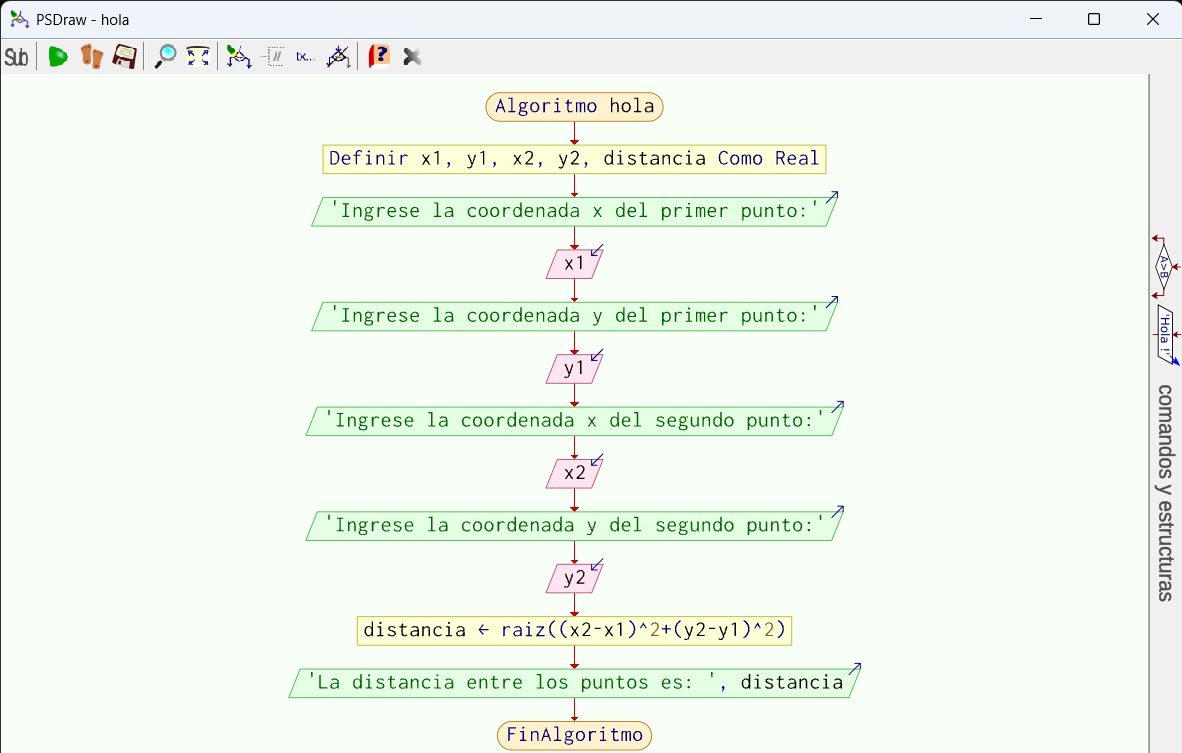 PSDraw - hola
Sub
//
tx...
?
Algoritmo hola
Definir x1, y1, x2, y2, distancia Como Real
'Ingrese la coordenada x del primer punto:'
x1
'Ingrese la coordenada y del primer punto:'
y1
'Ingrese la coordenada x del segundo punto:'
x2
'Ingrese la coordenada y del segundo punto:'
y2
distancia ← raiz((x2-x1)^2+(y2-y1)^2)
'La distancia entre los puntos es: ', distancia
FinAlgoritmo
A>B
'Hola !'
comandos y estructuras